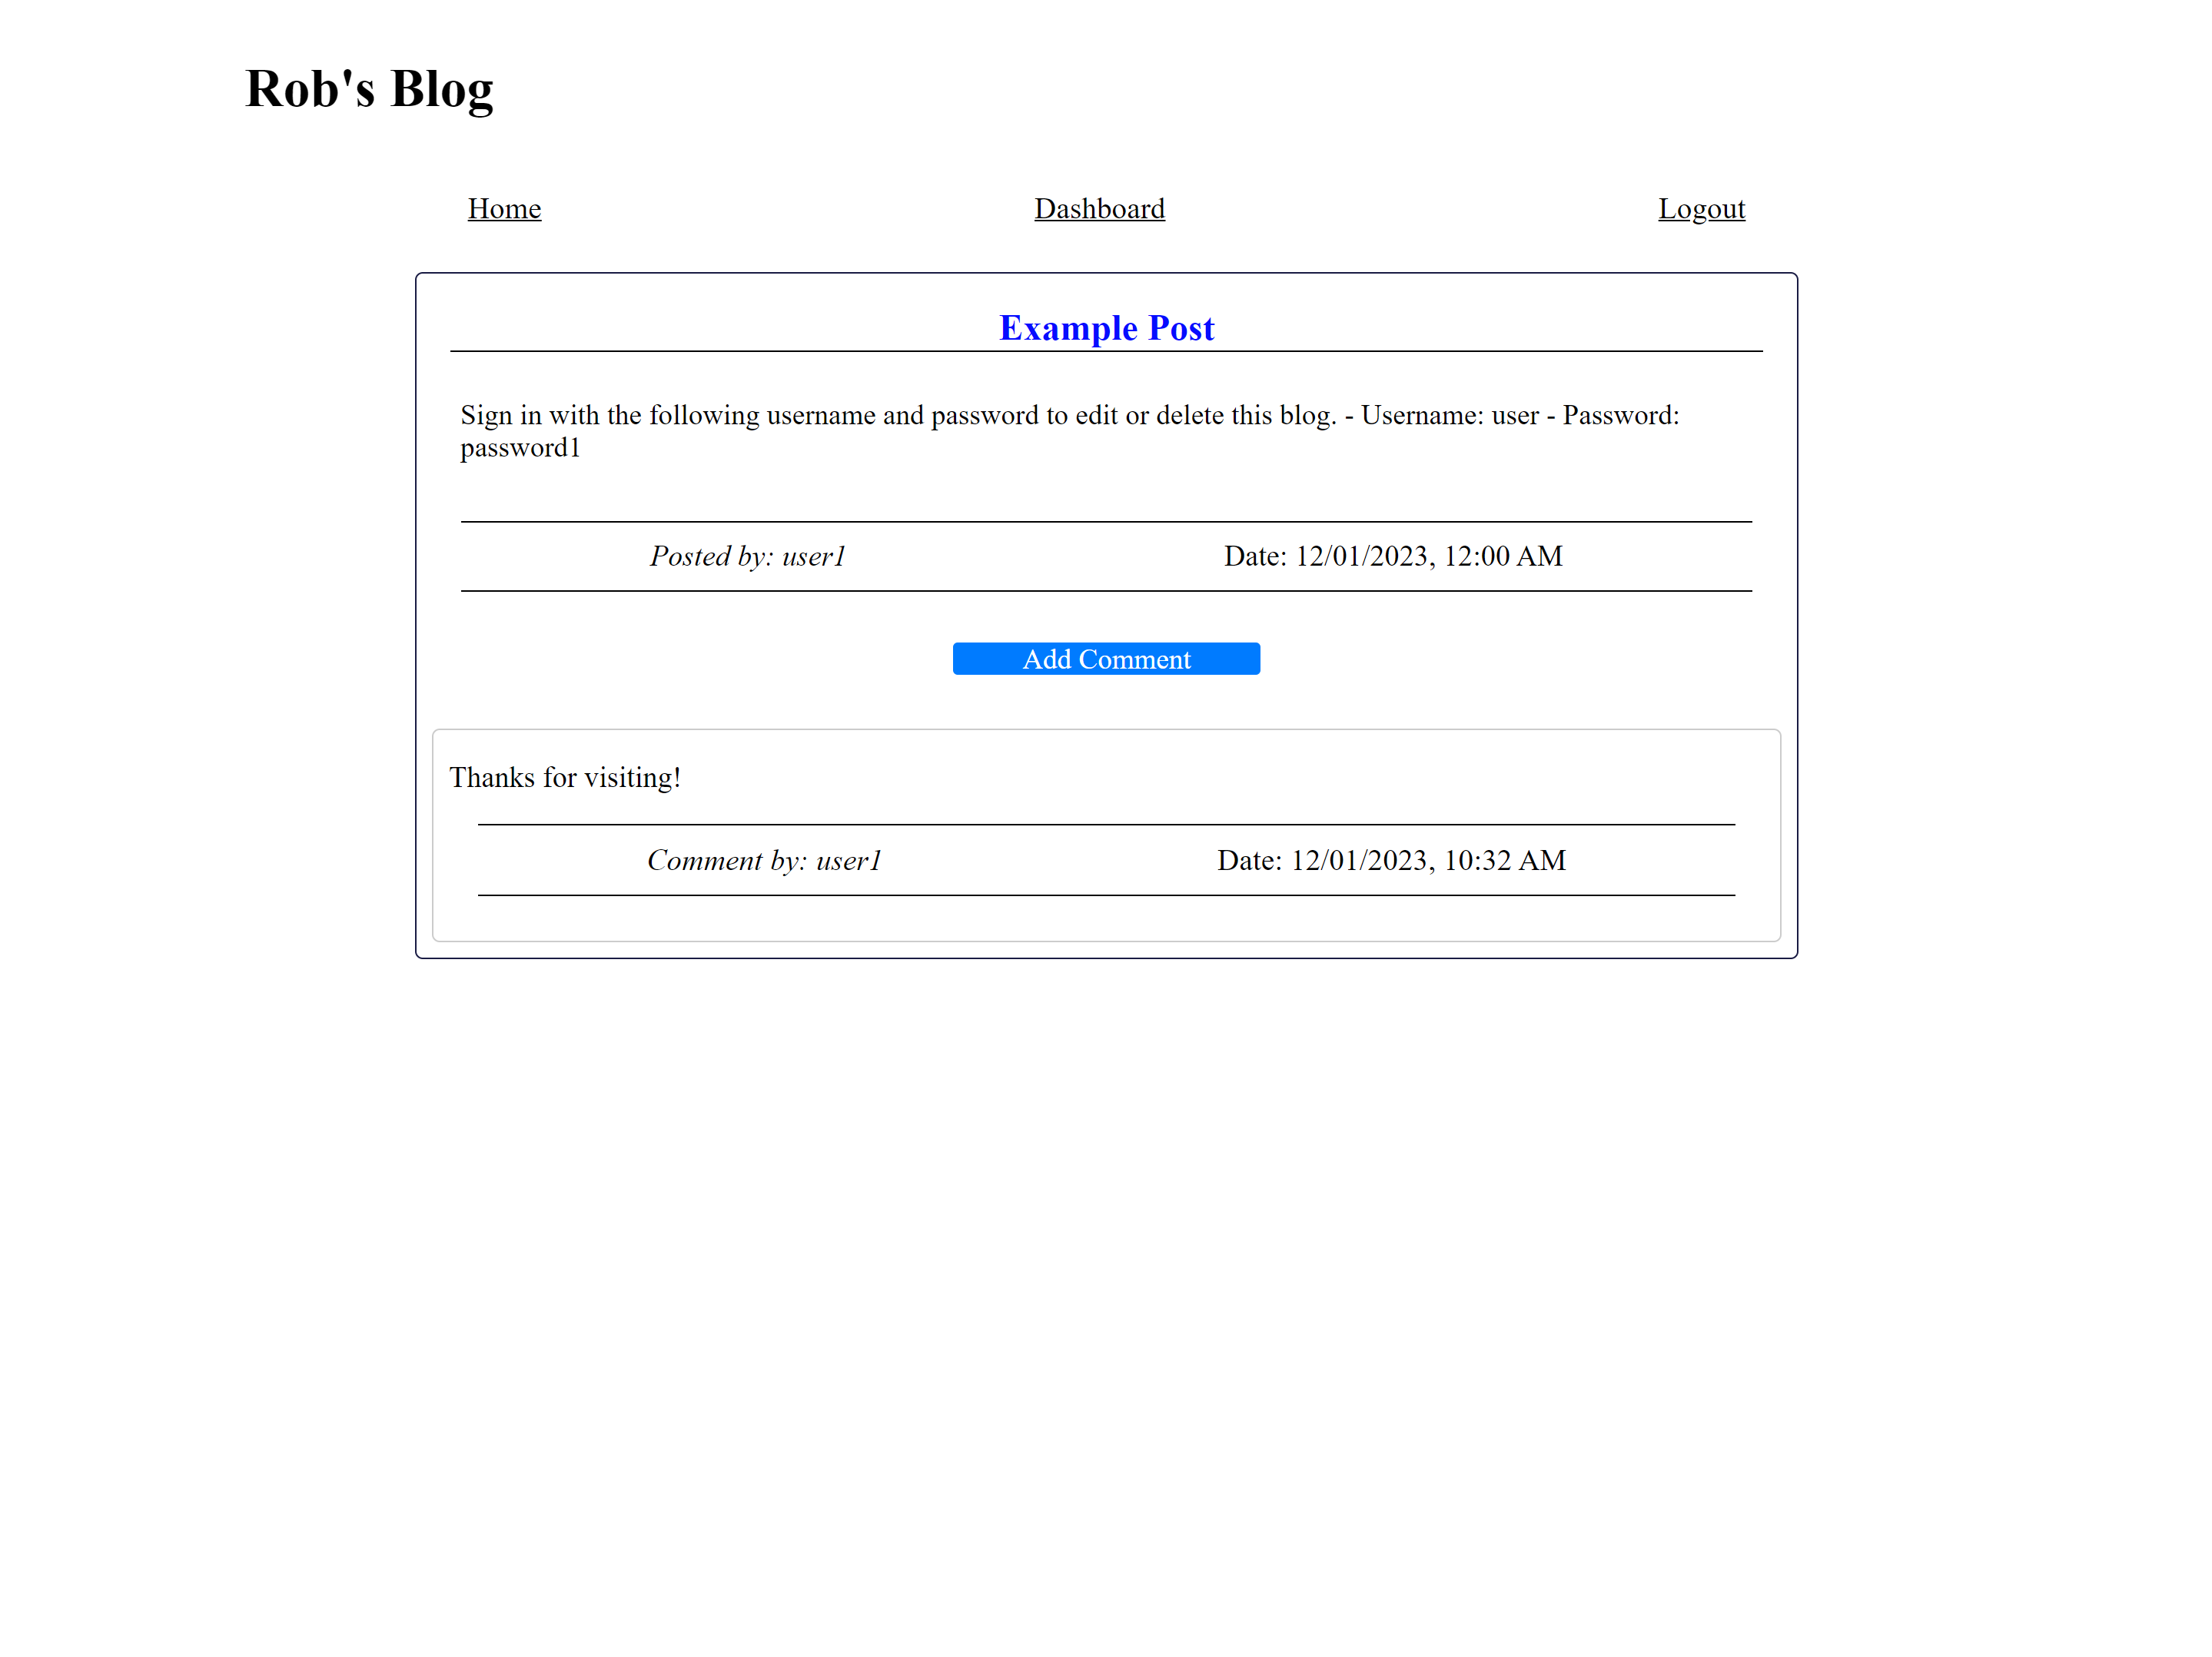 Rob's Blog
Home Dashboard Logout
Example Post
Sign in with the following username and password to edit or delete this blog. - Username: user - Password:
password1
Posted by: user1 Date: 12/01/2023, 12:00 AM
Add Comment
Thanks for visiting!
Comment by: user1 Date: 12/01/2023, 10:32 AM